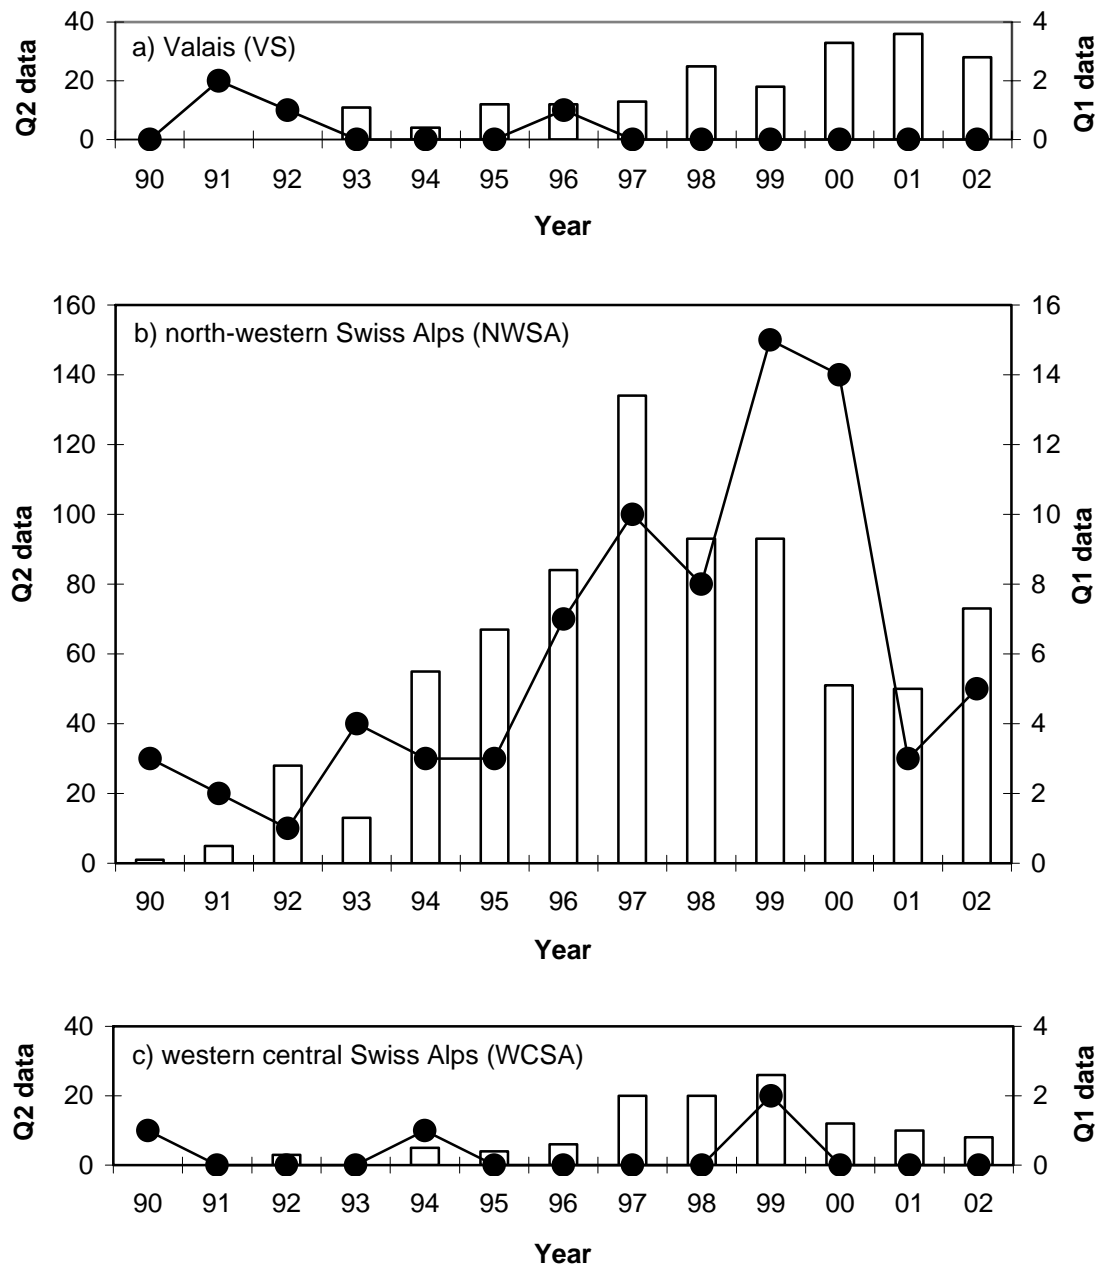 a) Valais (VS)
40
20
0
Q2 data
4
2
0
Q1 data
90 91 92 93 94 95 96 97 98 99 00 01 02
Year
b) north-western Swiss Alps (NWSA)
160
140
120
100
80
60
40
20
0
Q2 data
16
14
12
10
8
6
4
2
0
Q1 data
90 91 92 93 94 95 96 97 98 99 00 01 02
Year
c) western central Swiss Alps (WCSA)
40
20
0
Q2 data
4
2
0
Q1 data
90 91 92 93 94 95 96 97 98 99 00 01 02
Year